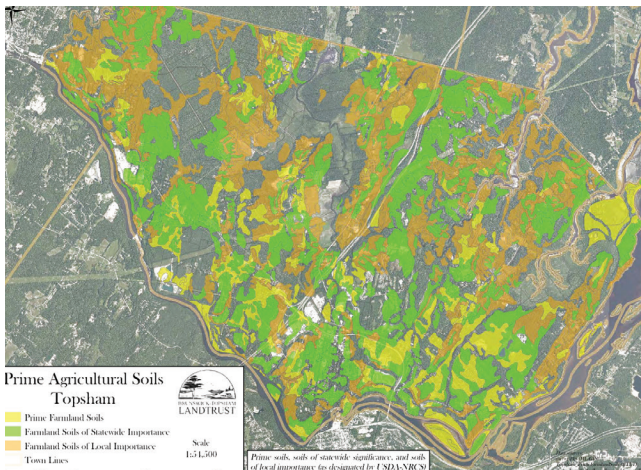 Prime Agricultural Soils
Topsham
BRUNSWICK-TOPSHAM
LANDTRUST
Prime Farmland Soils
Farmland Soils of Statewide Importance
Farmland Soils of Local Importance
Town Lines
Scale
1:54,500
Prime soils, soils of statewide significance, and soils
of local importance (as designated by USDA-NRCS)